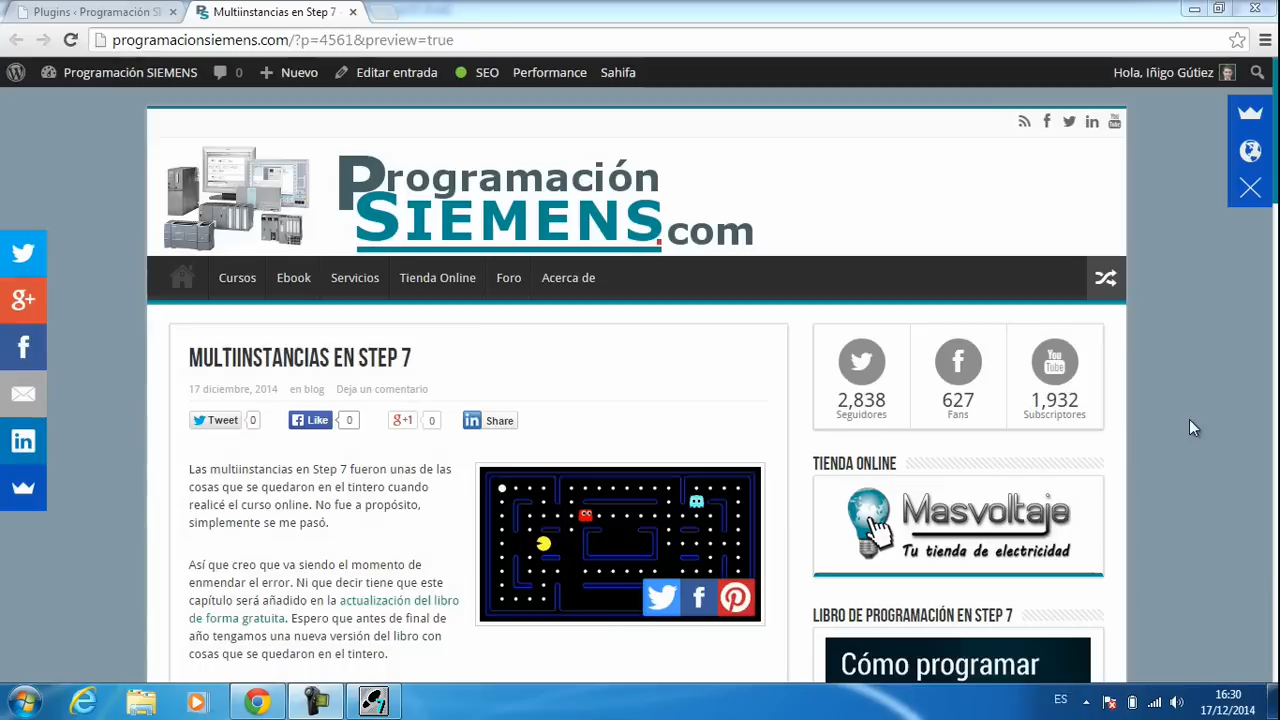 Plugins ‹ Programación S
Multiinstancias en Step 7
programacionsiemens.com/?p=4561&preview=true
Programación SIEMENS 0 Nuevo Editar entrada SEO Performance Sahifa Hola, Iñigo Gútiez
Programación
SIEMENS.com
Cursos Ebook Servicios Tienda Online Foro Acerca de
MULTIINSTANCIAS EN STEP 7
17 diciembre, 2014 en blog Deja un comentario
Tweet 0 Like 0 g+1 0 in Share
Las multiinstancias en Step 7 fueron unas de las
cosas que se quedaron en el tintero cuando
realicé el curso online. No fue a propósito,
simplemente se me pasó.
Así que creo que va siendo el momento de
enmendar el error. Ni que decir tiene que este
capítulo será añadido en la actualización del libro
de forma gratuita. Espero que antes de final de
año tengamos una nueva versión del libro con
cosas que se quedaron en el tintero.
2,838 627 1,932
Seguidores Fans Subscriptores
TIENDA ONLINE
Masvoltaje
Tu tienda de electricidad
LIBRO DE PROGRAMACIÓN EN STEP 7
Cómo programar
ES
16:30
17/12/2014